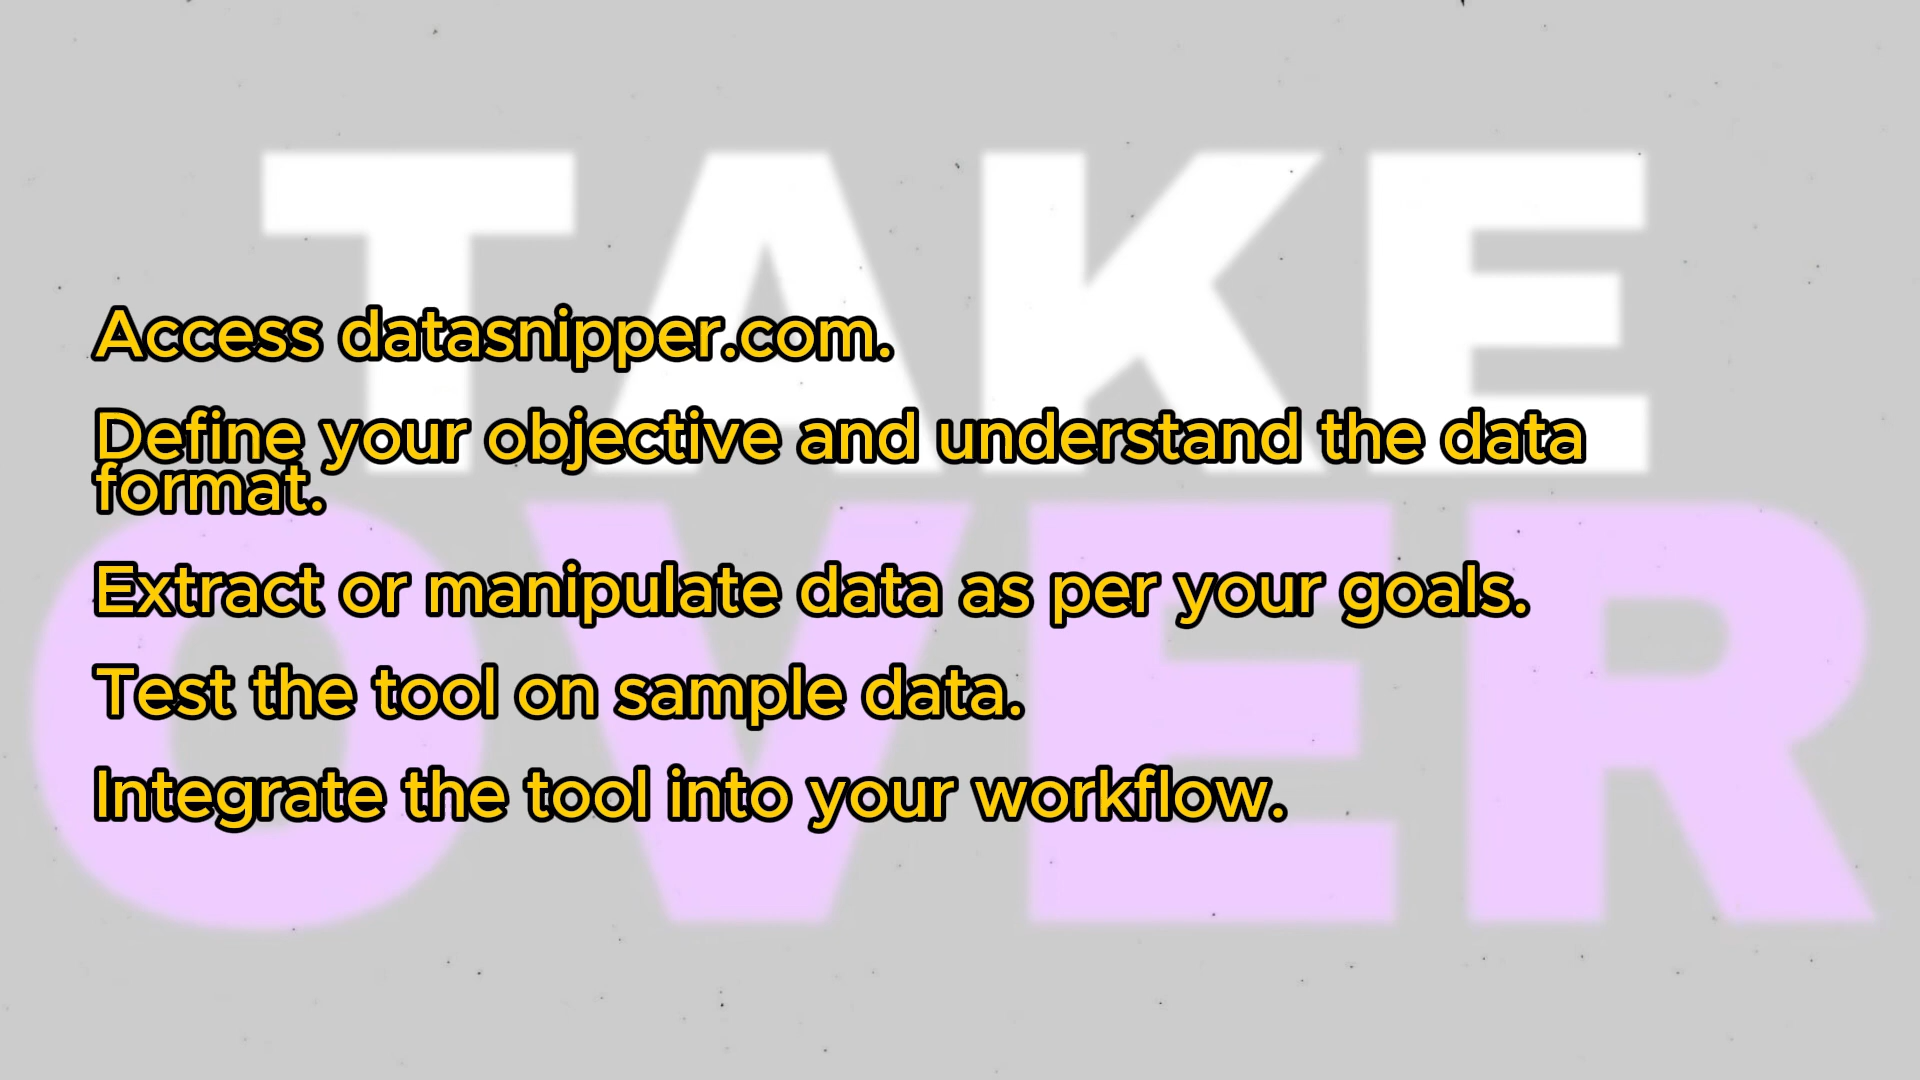 TAKE
OVER
Access datasnipper.com.
Define your objective and understand the data
format.
Extract or manipulate data as per your goals.
Test the tool on sample data.
Integrate the tool into your workflow.